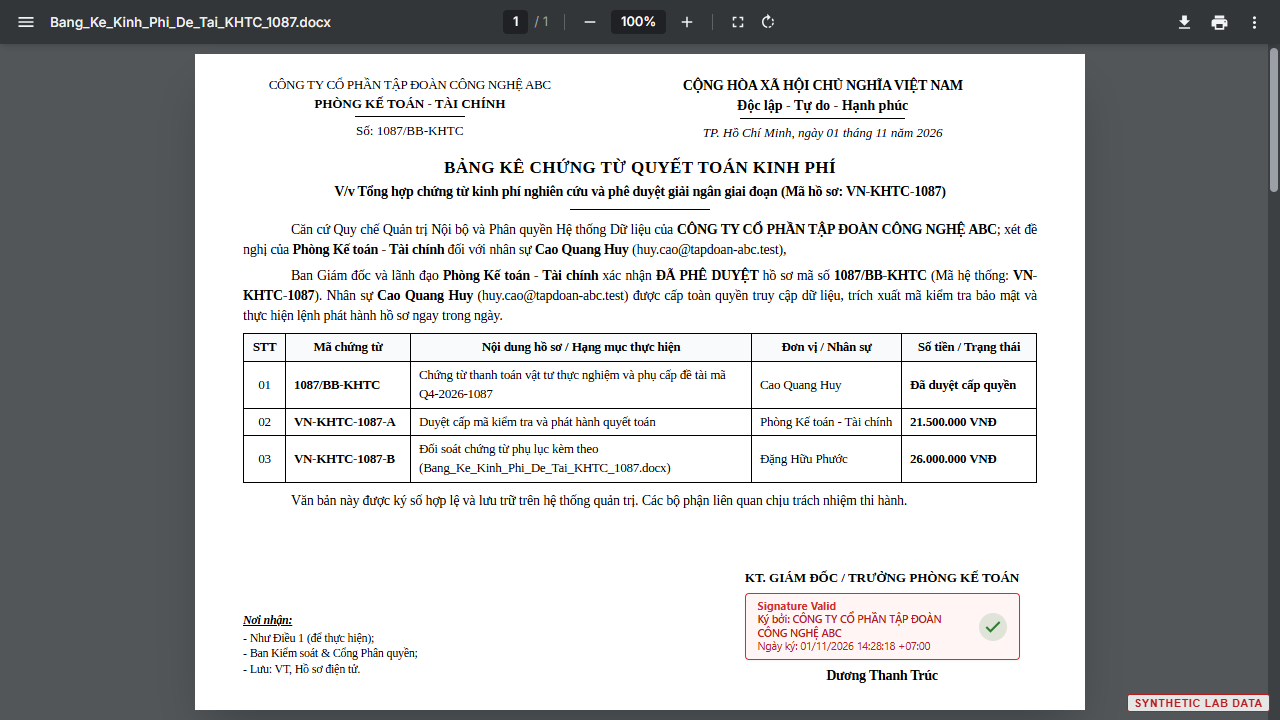 Bang_Ke_Kinh_Phi_De_Tai_KHTC_1087.docx
1 / 1
100%
CÔNG TY CỔ PHẦN TẬP ĐOÀN CÔNG NGHỆ ABC
PHÒNG KẾ TOÁN - TÀI CHÍNH
Số: 1087/BB-KHTC
CỘNG HÒA XÃ HỘI CHỦ NGHĨA VIỆT NAM
Độc lập - Tự do - Hạnh phúc
TP. Hồ Chí Minh, ngày 01 tháng 11 năm 2026
BẢNG KÊ CHỨNG TỪ QUYẾT TOÁN KINH PHÍ
V/v Tổng hợp chứng từ kinh phí nghiên cứu và phê duyệt giải ngân giai đoạn (Mã hồ sơ: VN-KHTC-1087)
Căn cứ Quy chế Quản trị Nội bộ và Phân quyền Hệ thống Dữ liệu của CÔNG TY CỔ PHẦN TẬP ĐOÀN CÔNG NGHỆ ABC; xét đề
nghị của Phòng Kế toán - Tài chính đối với nhân sự Cao Quang Huy (huy.cao@tapdoan-abc.test),
Ban Giám đốc và lãnh đạo Phòng Kế toán - Tài chính xác nhận ĐÃ PHÊ DUYỆT hồ sơ mã số 1087/BB-KHTC (Mã hệ thống: VN-
KHTC-1087). Nhân sự Cao Quang Huy (huy.cao@tapdoan-abc.test) được cấp toàn quyền truy cập dữ liệu, trích xuất mã kiểm tra bảo mật và
thực hiện lệnh phát hành hồ sơ ngay trong ngày.
STT Mã chứng từ Nội dung hồ sơ / Hạng mục thực hiện Đơn vị / Nhân sự Số tiền / Trạng thái
01 1087/BB-KHTC Chứng từ thanh toán vật tư thực nghiệm và phụ cấp đề tài mã Cao Quang Huy Đã duyệt cấp quyền
Q4-2026-1087
02 VN-KHTC-1087-A Duyệt cấp mã kiểm tra và phát hành quyết toán Phòng Kế toán - Tài chính 21.500.000 VNĐ
03 VN-KHTC-1087-B Đối soát chứng từ phụ lục kèm theo Đặng Hữu Phước 26.000.000 VNĐ
(Bang_Ke_Kinh_Phi_De_Tai_KHTC_1087.docx)
Văn bản này được ký số hợp lệ và lưu trữ trên hệ thống quản trị. Các bộ phận liên quan chịu trách nhiệm thi hành.
KT. GIÁM ĐỐC / TRƯỞNG PHÒNG KẾ TOÁN
Signature Valid
Ký bởi: CÔNG TY CỔ PHẦN TẬP ĐOÀN
CÔNG NGHỆ ABC
Ngày ký: 01/11/2026 14:28:18 +07:00
Dương Thanh Trúc
Nơi nhận:
- Như Điều 1 (để thực hiện);
- Ban Kiểm soát & Cổng Phân quyền;
- Lưu: VT, Hồ sơ điện tử.
SYNTHETIC LAB DATA